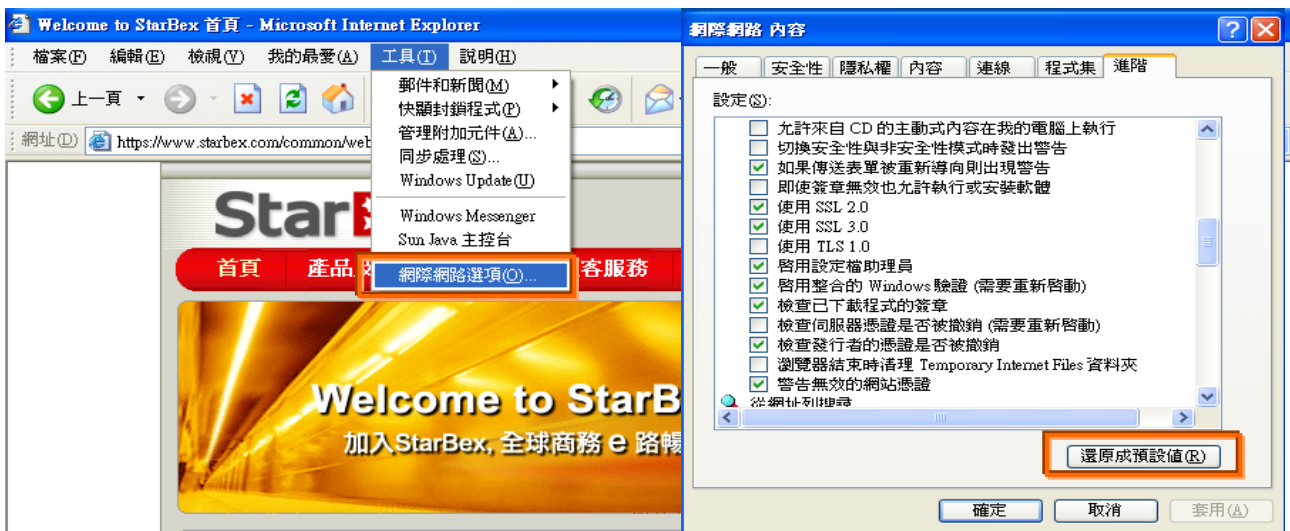 Welcome to StarBex 首頁 - Microsoft Internet Explorer
檔案(F) 編輯(E) 檢視(V) 我的最愛(A) 工具(T) 說明(H)
上一頁
網址(D) https://www.starbex.com/common/web
郵件和新聞(M)
快顯封鎖程式(P)
管理附加元件(A)...
同步處理(S)...
Windows Update(U)
Windows Messenger
Sun Java 主控台
網際網路選項(O)...
Star
首頁 產品 客服務
Welcome to StarB
加入StarBex, 全球商務 e 路暢
網際網路 內容
一般 安全性 隱私權 內容 連線 程式集 進階
設定(S):
允許來自 CD 的主動式內容在我的電腦上執行
切換安全性與非安全性模式時發出警告
如果傳送表單被重新導向則出現警告
即使簽章無效也允許執行或安裝軟體
使用 SSL 2.0
使用 SSL 3.0
使用 TLS 1.0
啟用設定檔助理員
啟用整合的 Windows 驗證 (需要重新啟動)
檢查已下載程式的簽章
檢查伺服器憑證是否被撤銷 (需要重新啟動)
檢查發行者的憑證是否被撤銷
瀏覽器結束時清理 Temporary Internet Files 資料夾
警告無效的網站憑證
從網址列搜尋
還原成預設值(R)
確定 取消 套用(A)